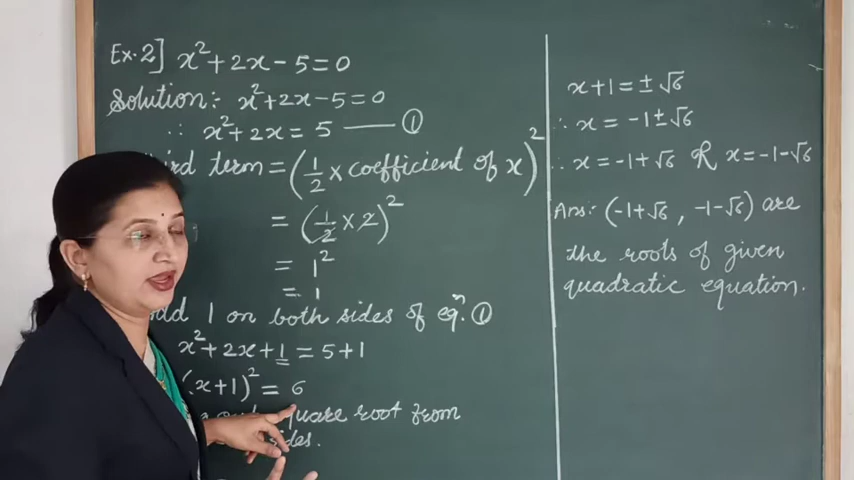 Ex.2] x²+2x-5=0
Solution:- x²+2x-5=0
∴ x²+2x = 5 —— ①
term = (1/2 × coefficient of x)²
= (1/2 × 2)²
= 1²
= 1
1 on both sides of eqⁿ. ①
x²+2x+1 = 5+1
(x+1)² = 6
square root from
sides.
x+1 = ±√6
∴ x = -1±√6
∴ x = -1+√6 OR x = -1-√6
Ans:- (-1+√6 , -1-√6) are
the roots of given
quadratic equation.